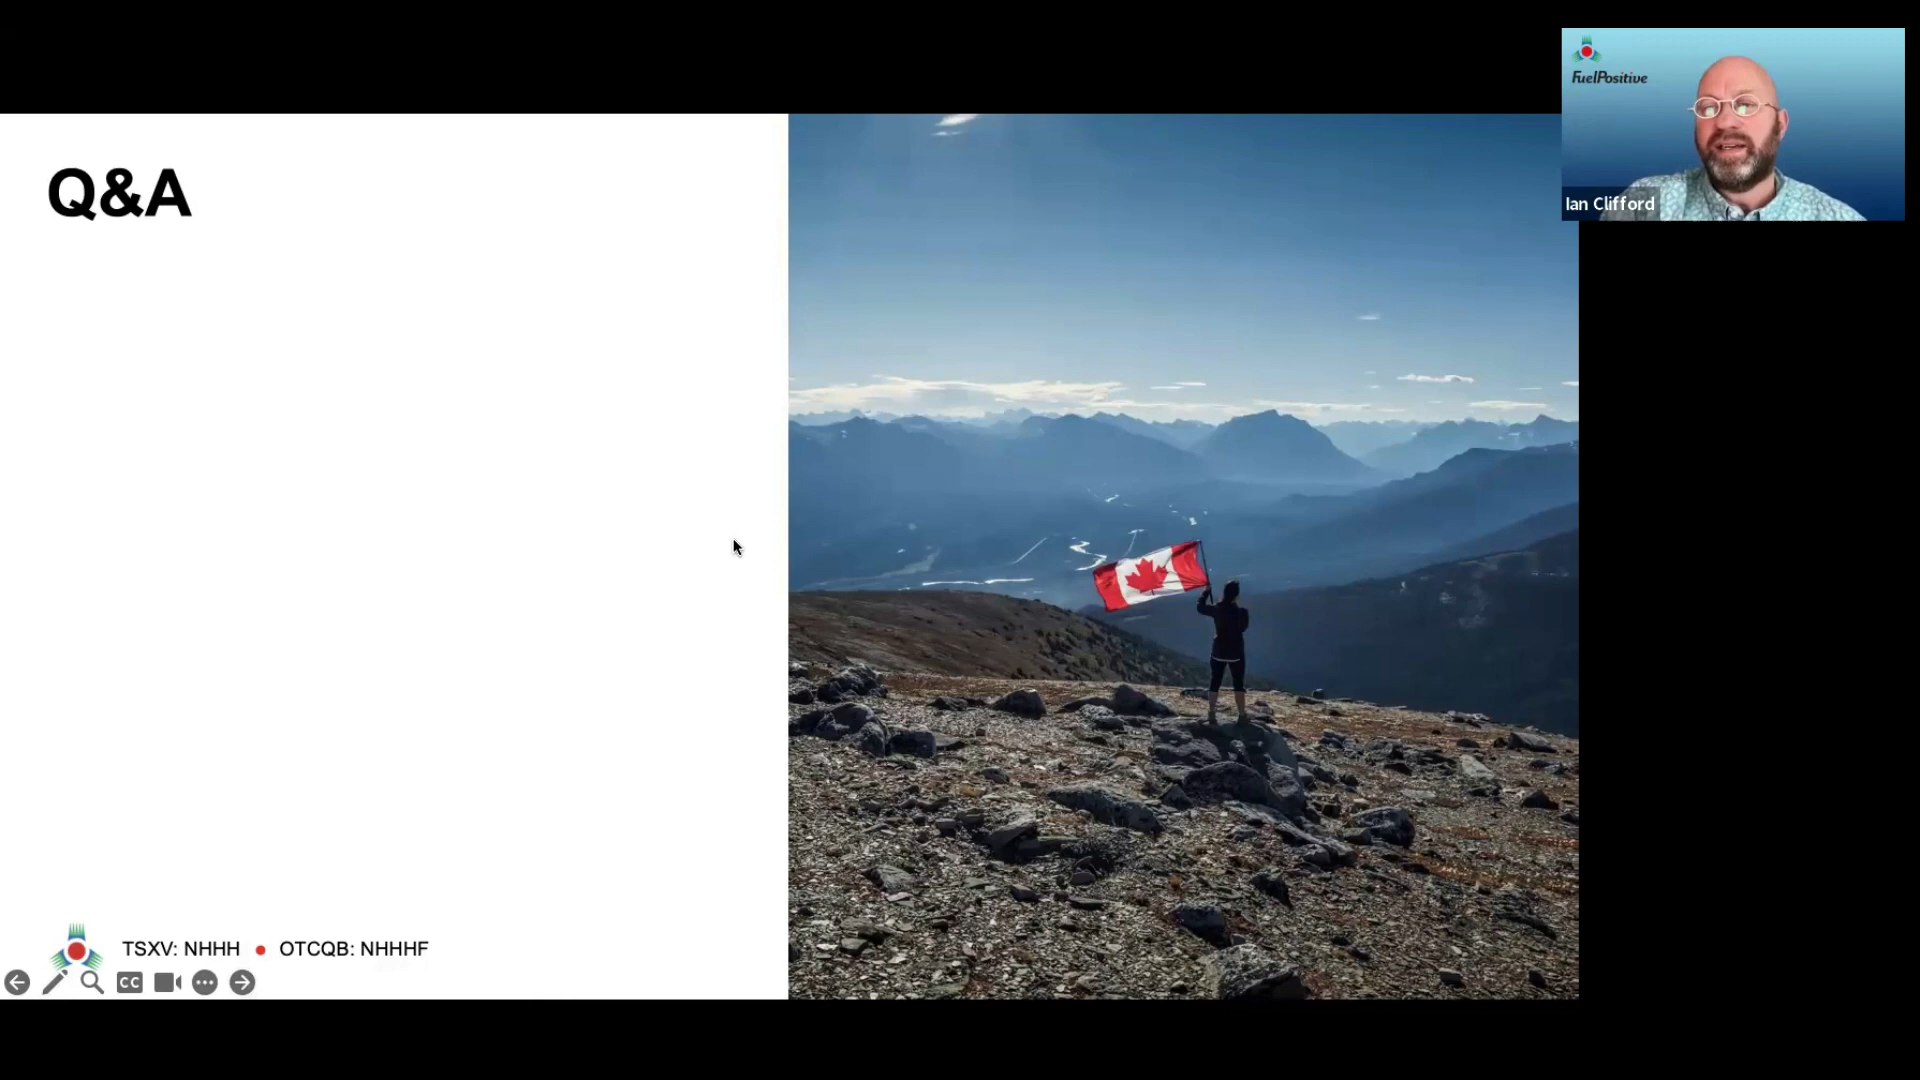 FuelPositive
Ian Clifford
Q&A
TSXV: NHHH • OTCQB: NHHHF
CC